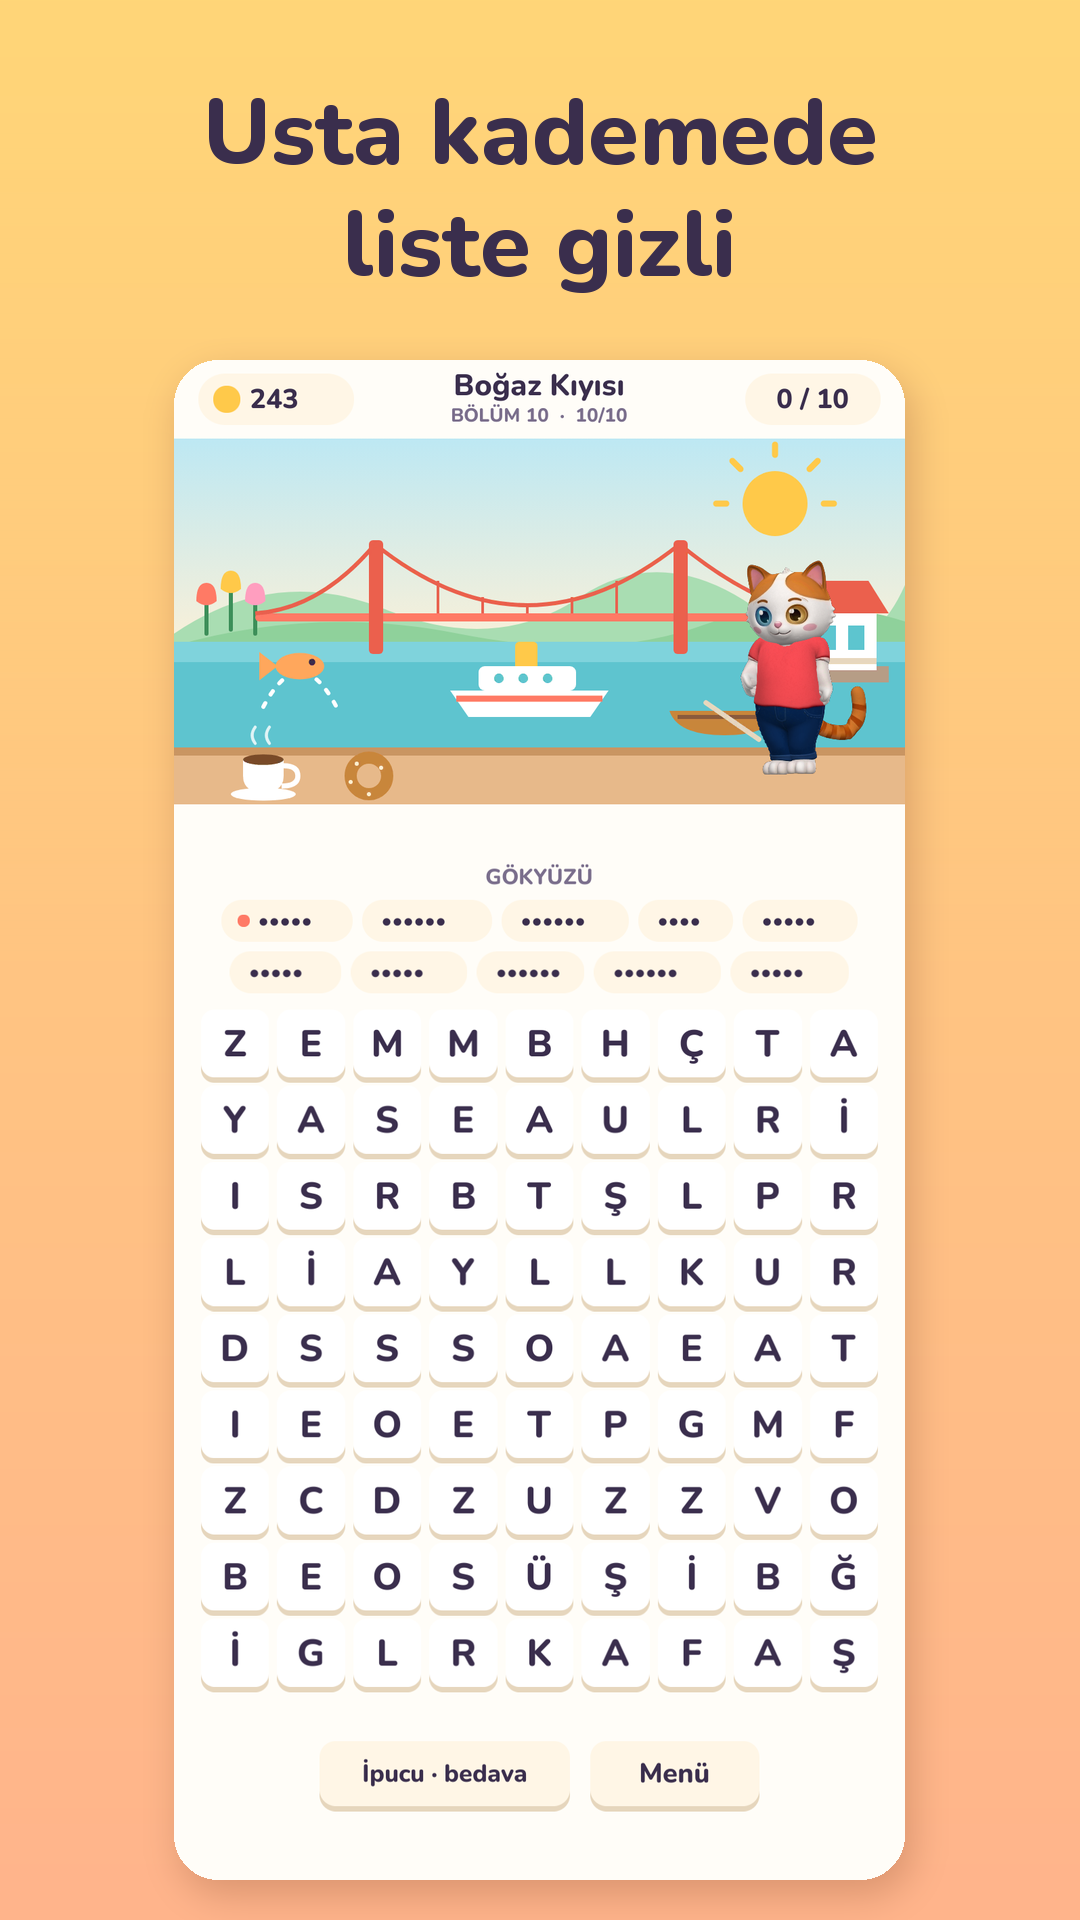 Usta kademede
liste gizli
243
Boğaz Kıyısı
BÖLÜM 10 · 10/10
0 / 10
GÖKYÜZÜ
••••• •••••• •••••• •••• •••••
••••• ••••• •••••• •••••• •••••
Z E M M B H Ç T A
Y A S E A U L R İ
I S R B T Ş L P R
L İ A Y L L K U R
D S S S O A E A T
I E O E T P G M F
Z C D Z U Z Z V O
B E O S Ü Ş İ B Ğ
İ G L R K A F A Ş
İpucu · bedava
Menü